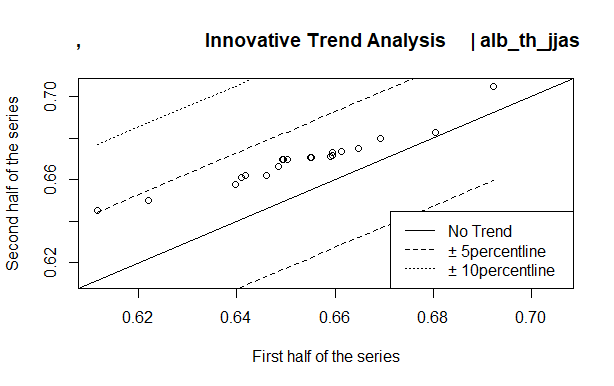 , Innovative Trend Analysis | alb_th_jjas
Second half of the series
0.70
0.66
0.62
No Trend
± 5percentline
± 10percentline
0.62 0.64 0.66 0.68 0.70
First half of the series